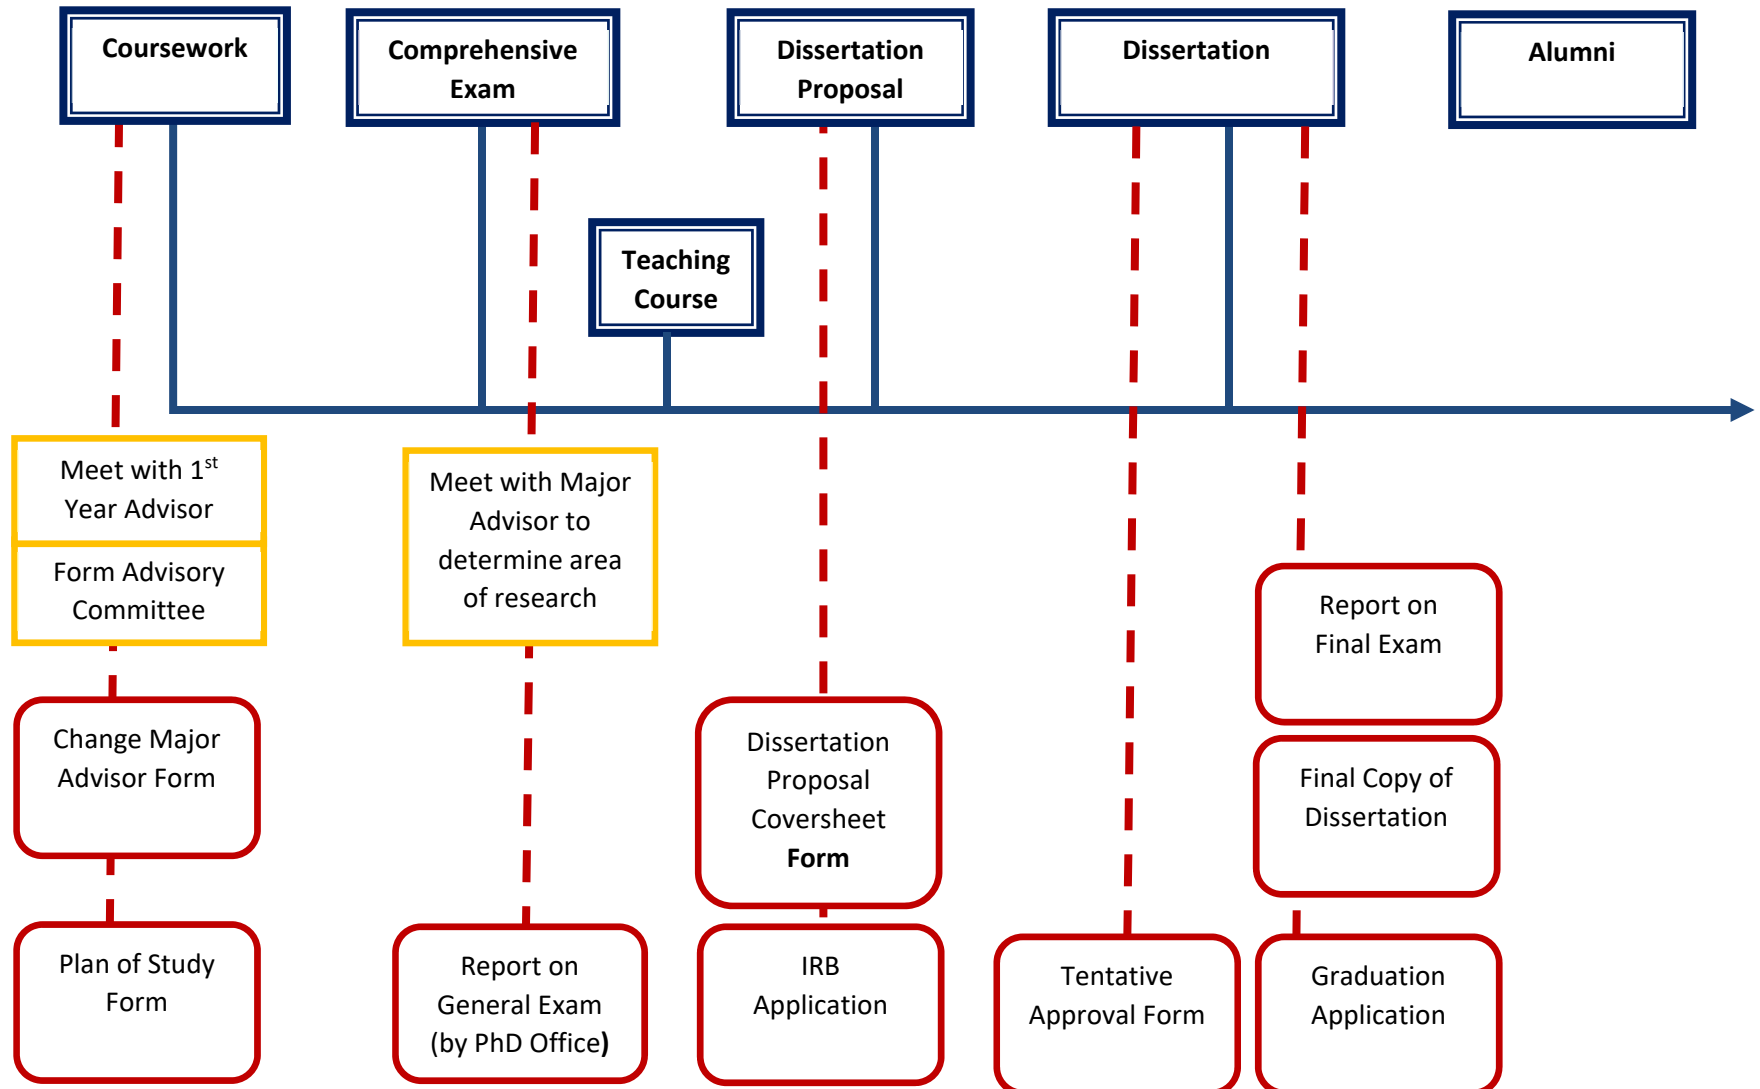 Coursework
Comprehensive
Exam
Dissertation
Proposal
Dissertation
Alumni
Teaching
Course
Meet with 1st
Year Advisor
Form Advisory
Committee
Change Major
Advisor Form
Plan of Study
Form
Meet with Major
Advisor to
determine area
of research
Report on
General Exam
(by PhD Office)
Dissertation
Proposal
Coversheet
Form
IRB
Application
Tentative
Approval Form
Report on
Final Exam
Final Copy of
Dissertation
Graduation
Application